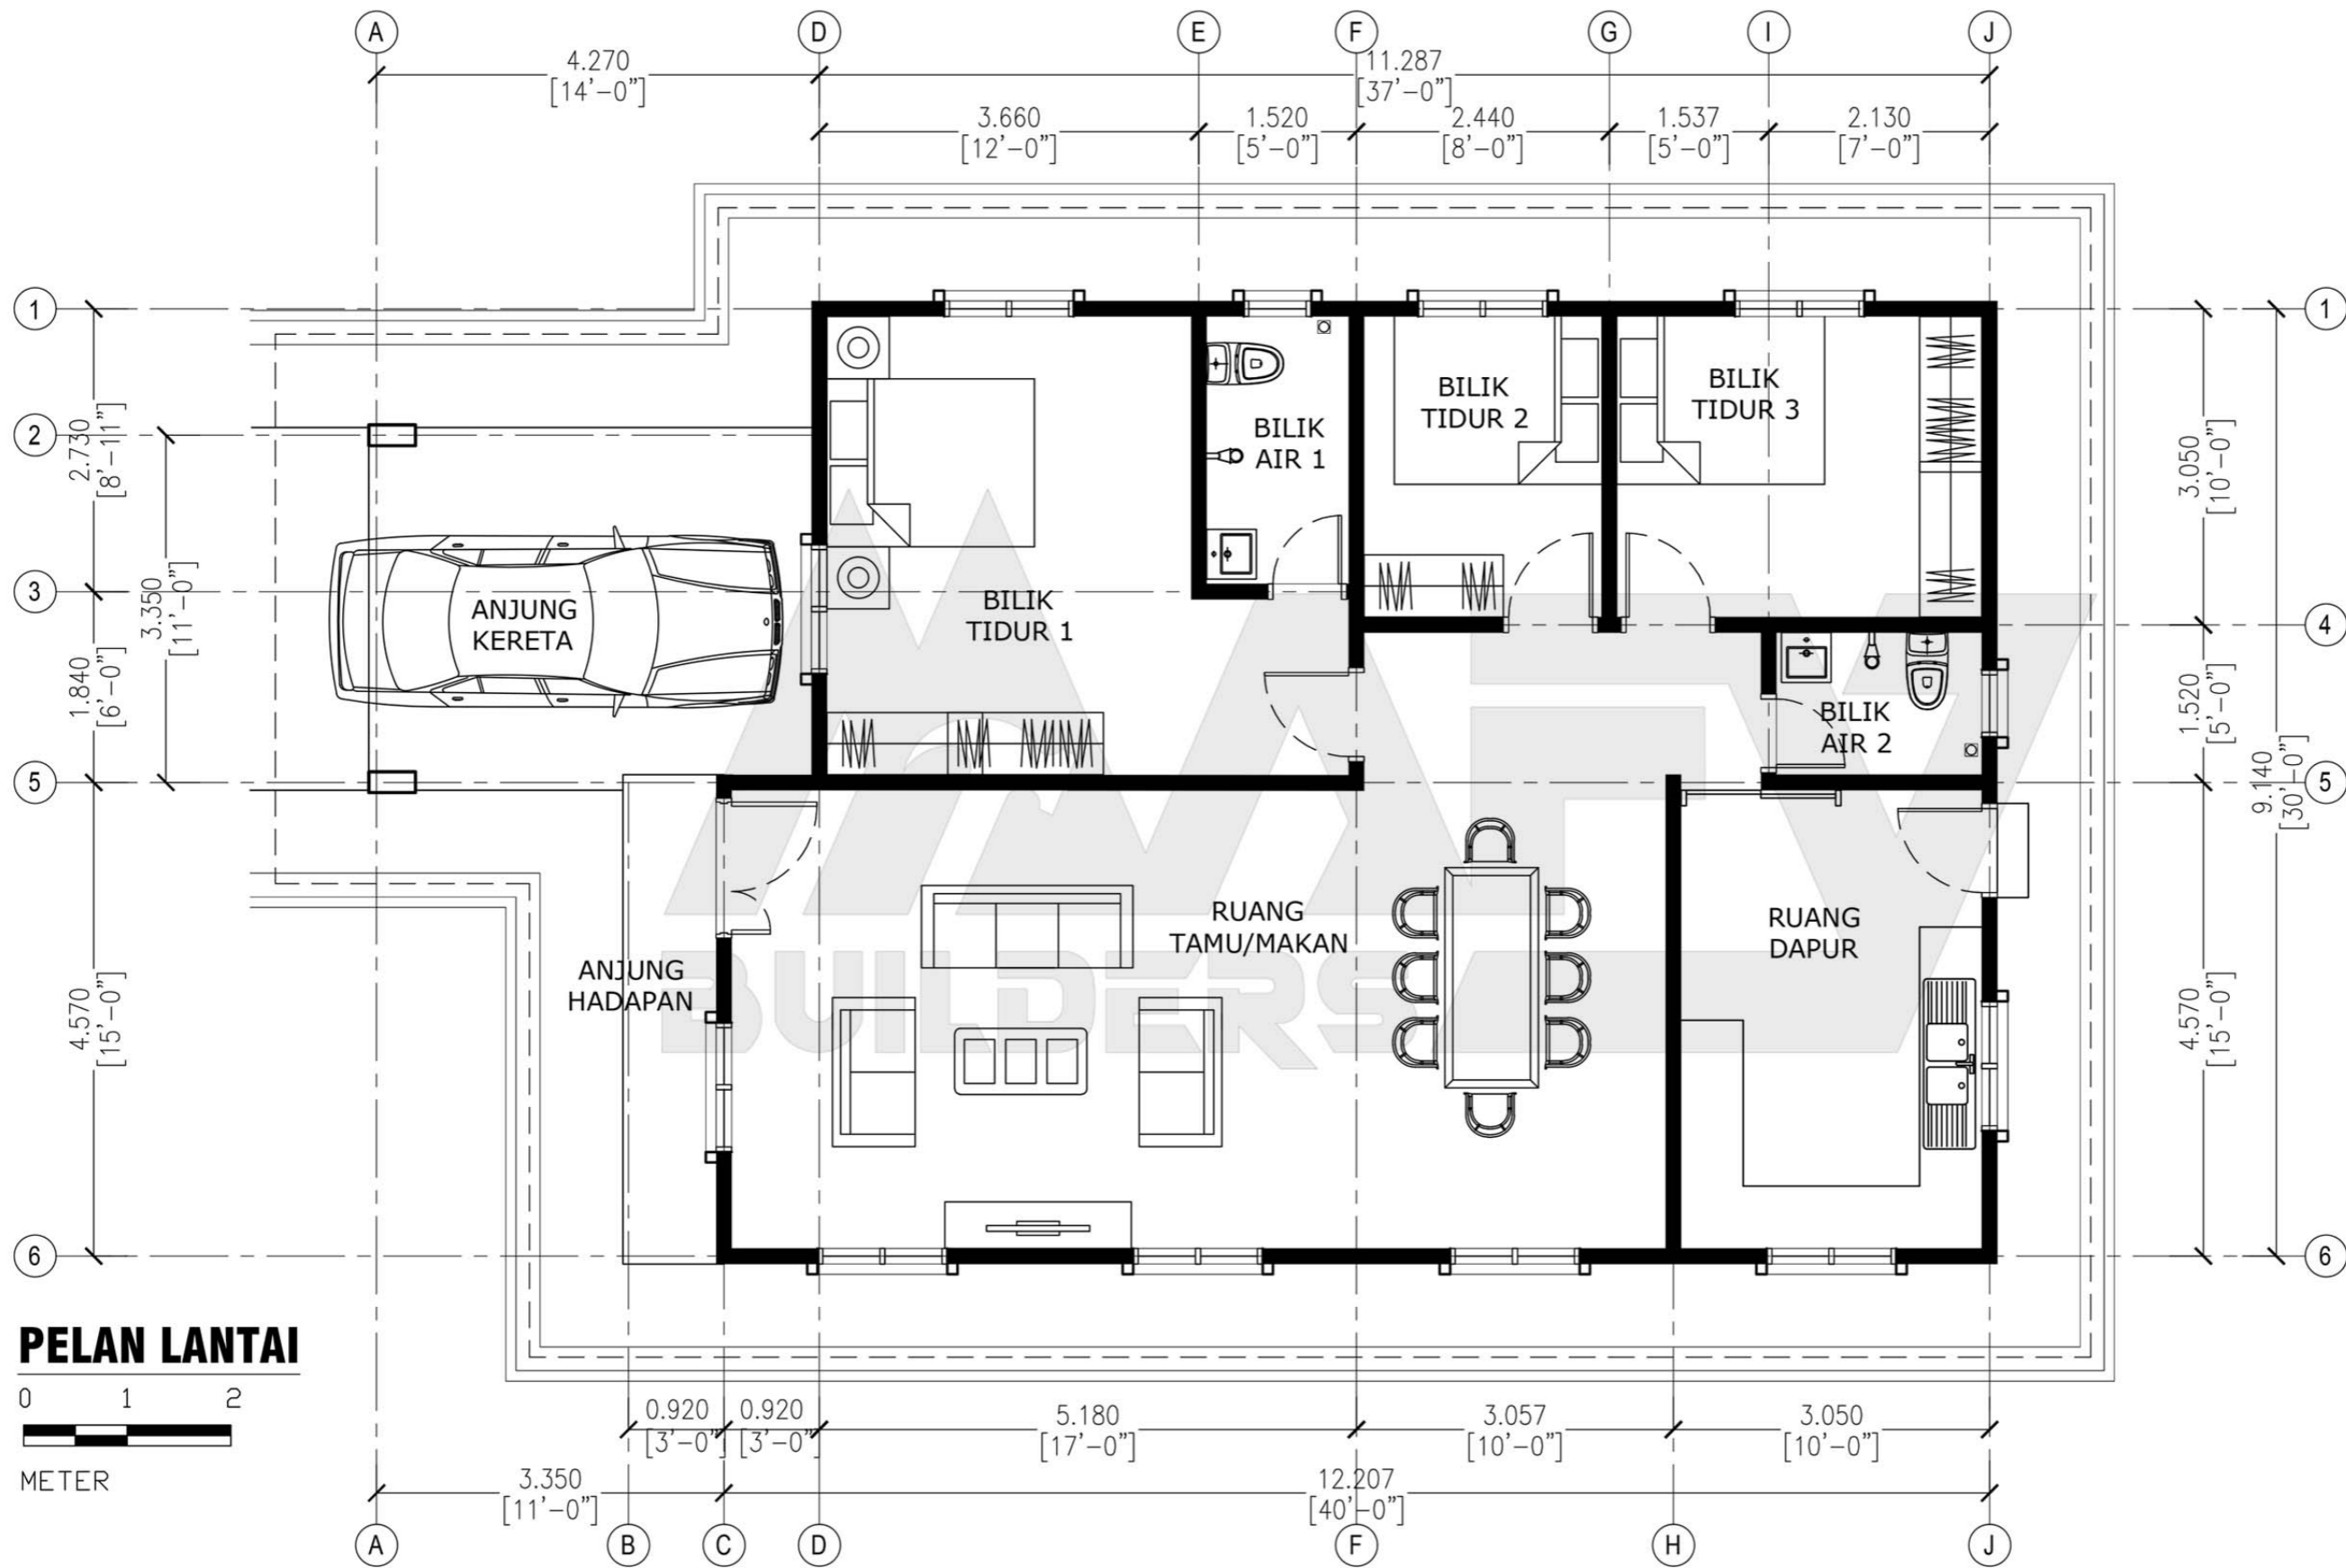 A D E F G I J
4.270
[14'-0"]
11.287
[37'-0"]
3.660
[12'-0"]
1.520
[5'-0"]
2.440
[8'-0"]
1.537
[5'-0"]
2.130
[7'-0"]
1
2
3
5
6
2.730
[8'-11"]
3.350
[11'-0"]
1.840
[6'-0"]
4.570
[15'-0"]
BILIK
TIDUR 1
BILIK
AIR 1
BILIK
TIDUR 2
BILIK
TIDUR 3
ANJUNG
KERETA
BILIK
AIR 2
RUANG
TAMU/MAKAN
RUANG
DAPUR
ANJUNG
HADAPAN
BUILDERS
1
4
5
6
3.050
[10'-0"]
1.520
[5'-0"]
9.140
[30'-0"]
4.570
[15'-0"]
PELAN LANTAI
0 1 2
METER
0.920
[3'-0"
0.920
[3'-0"
5.180
[17'-0"]
3.057
[10'-0"]
3.050
[10'-0"]
3.350
[11'-0"]
12.207
[40'-0"]
A B C D F H J